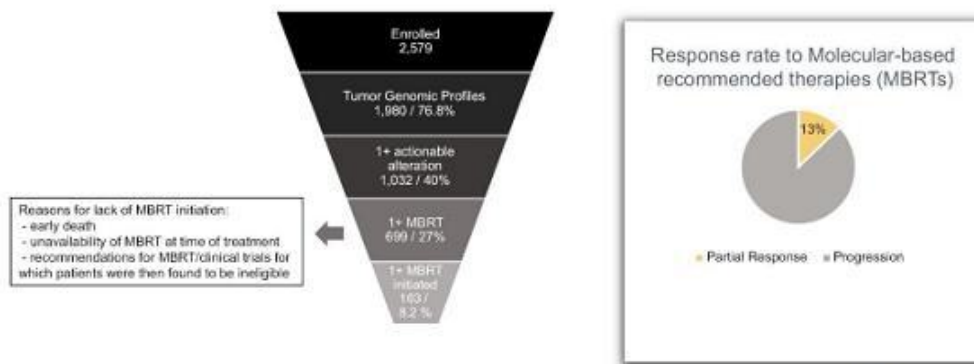 Enrolled
2,579
Tumor Genomic Profiles
1,980 / 76.8%
1+ actionable
alteration
1,032 / 40%
1+ MBRT
699 / 27%
1+ MBRT
initiated
163 /
8.2 %
Reasons for lack of MBRT initiation:
- early death
- unavailability of MBRT at time of treatment
- recommendations for MBRT/clinical trials for
which patients were then found to be ineligible
Response rate to Molecular-based
recommended therapies (MBRTs)
13%
Partial Response
Progression